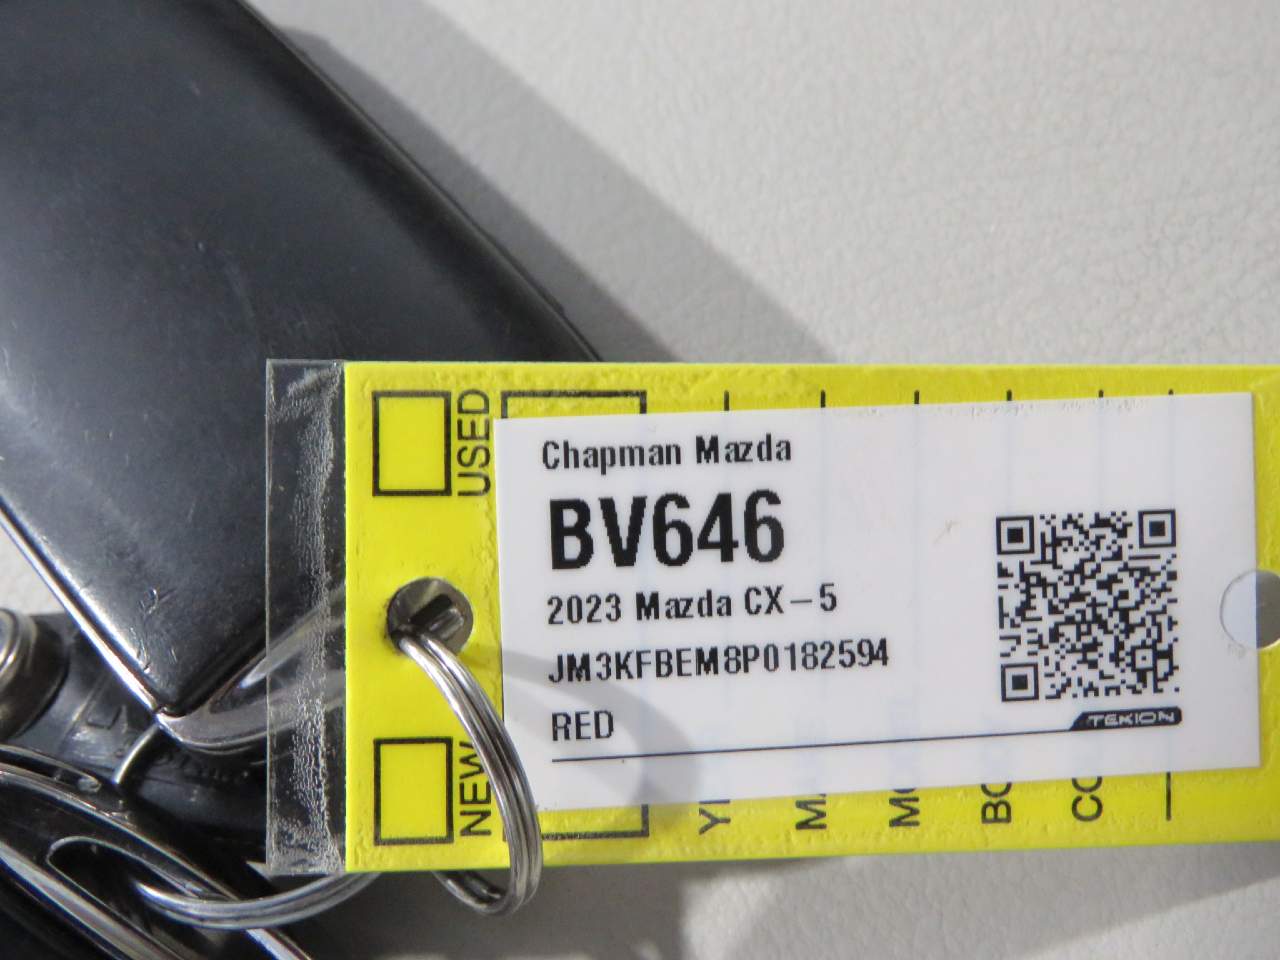 Chapman Mazda
BV646
2023 Mazda CX-5
JM3KFBEM8P0182594
RED
TEKION
USED
NEW